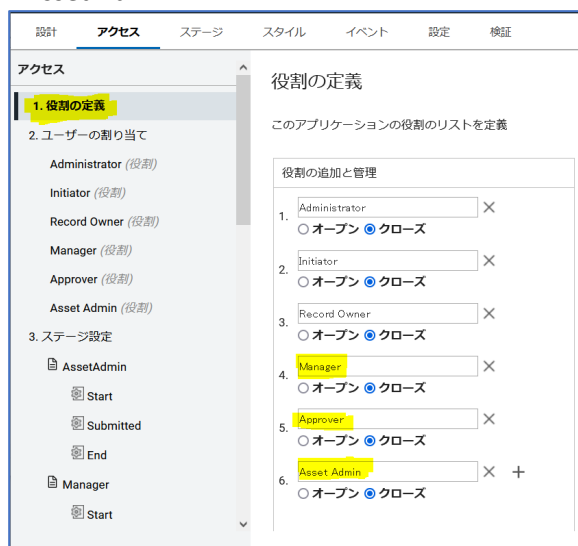 設計 アクセス ステージ スタイル イベント 設定 検証
アクセス
1. 役割の定義
2. ユーザーの割り当て
Administrator (役割)
Initiator (役割)
Record Owner (役割)
Manager (役割)
Approver (役割)
Asset Admin (役割)
3. ステージ設定
AssetAdmin
Start
Submitted
End
Manager
Start
役割の定義
このアプリケーションの役割のリストを定義
役割の追加と管理
1. Administrator
オープン クローズ
2. Initiator
オープン クローズ
3. Record Owner
オープン クローズ
4. Manager
オープン クローズ
5. Approver
オープン クローズ
6. Asset Admin
オープン クローズ